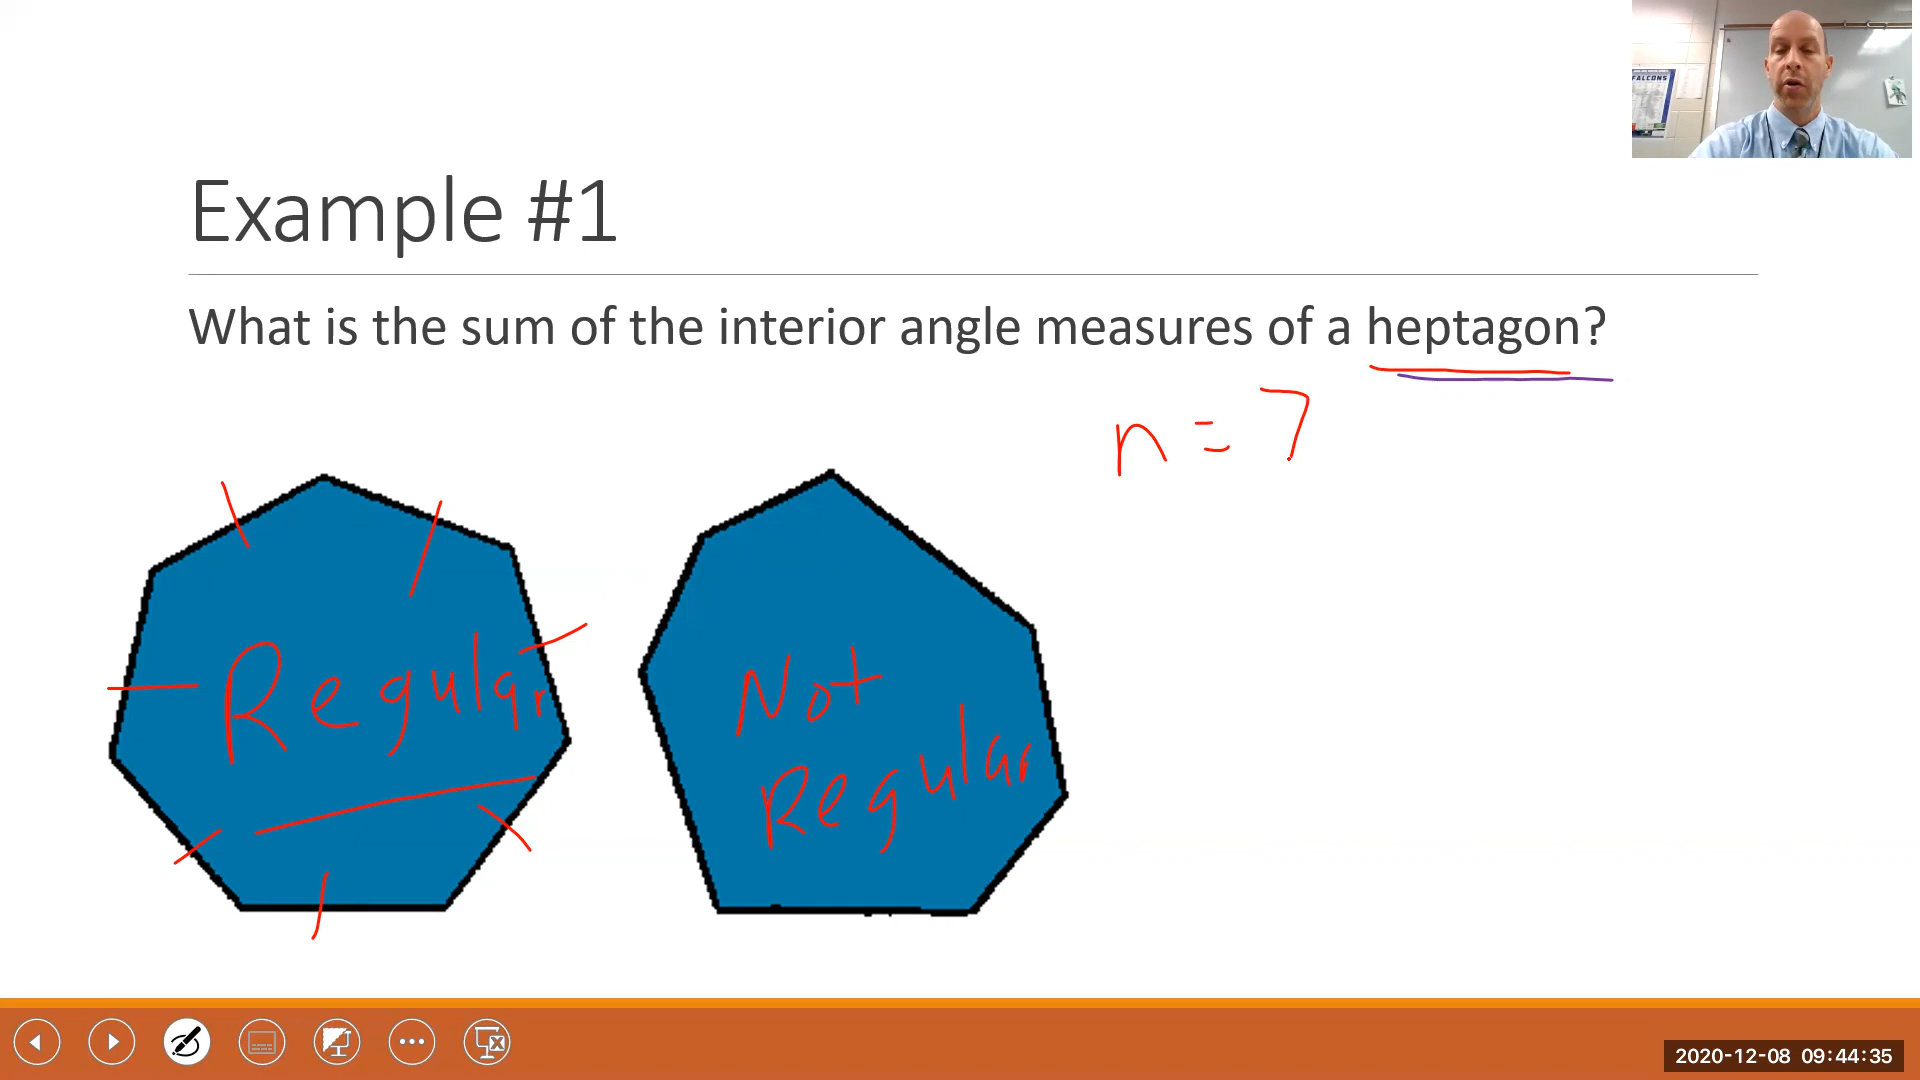 FALCONS
Example #1
What is the sum of the interior angle measures of a heptagon?
n = 7
Regular
Not
Regular
2020-12-08 09:44:35